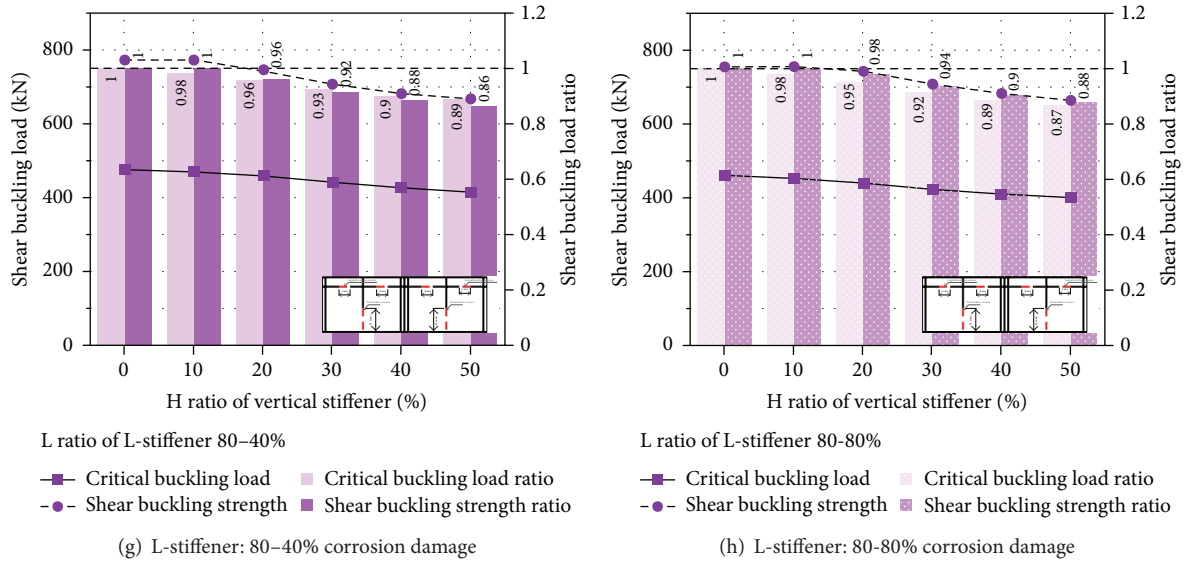 Shear buckling load (kN)
800
600
400
200
0
1.2
1
0.8
0.6
0.4
0.2
0
Shear buckling load ratio
1
1
0.98
1
0.96
0.96
0.93
0.92
0.9
0.88
0.89
0.86
0 10 20 30 40 50
H ratio of vertical stiffener (%)
L ratio of L-stiffener 80–40%
Critical buckling load
Critical buckling load ratio
Shear buckling strength
Shear buckling strength ratio
(g) L-stiffener: 80–40% corrosion damage
Shear buckling load (kN)
800
600
400
200
0
1.2
1
0.8
0.6
0.4
0.2
0
Shear buckling load ratio
1
1
0.98
1
0.95
0.98
0.92
0.94
0.89
0.9
0.87
0.88
0 10 20 30 40 50
H ratio of vertical stiffener (%)
L ratio of L-stiffener 80-80%
Critical buckling load
Critical buckling load ratio
Shear buckling strength
Shear buckling strength ratio
(h) L-stiffener: 80-80% corrosion damage